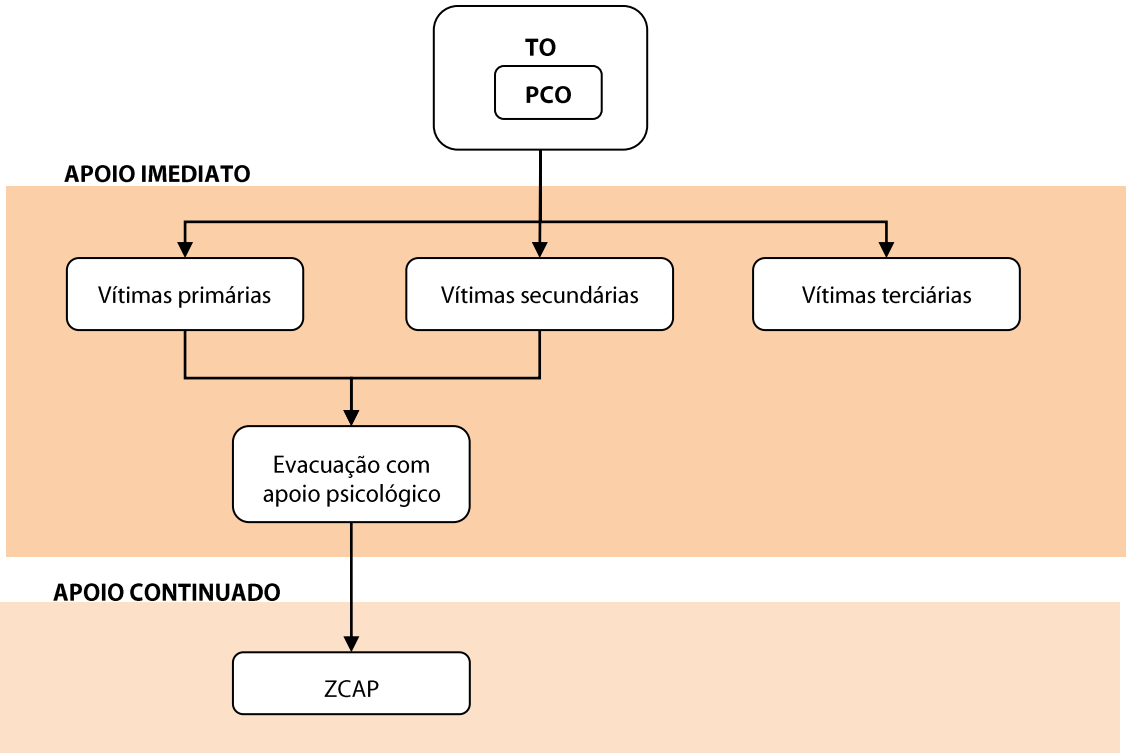 TO
PCO
APOIO IMEDIATO
Vítimas primárias
Vítimas secundárias
Vítimas terciárias
Evacuação com
apoio psicológico
APOIO CONTINUADO
ZCAP